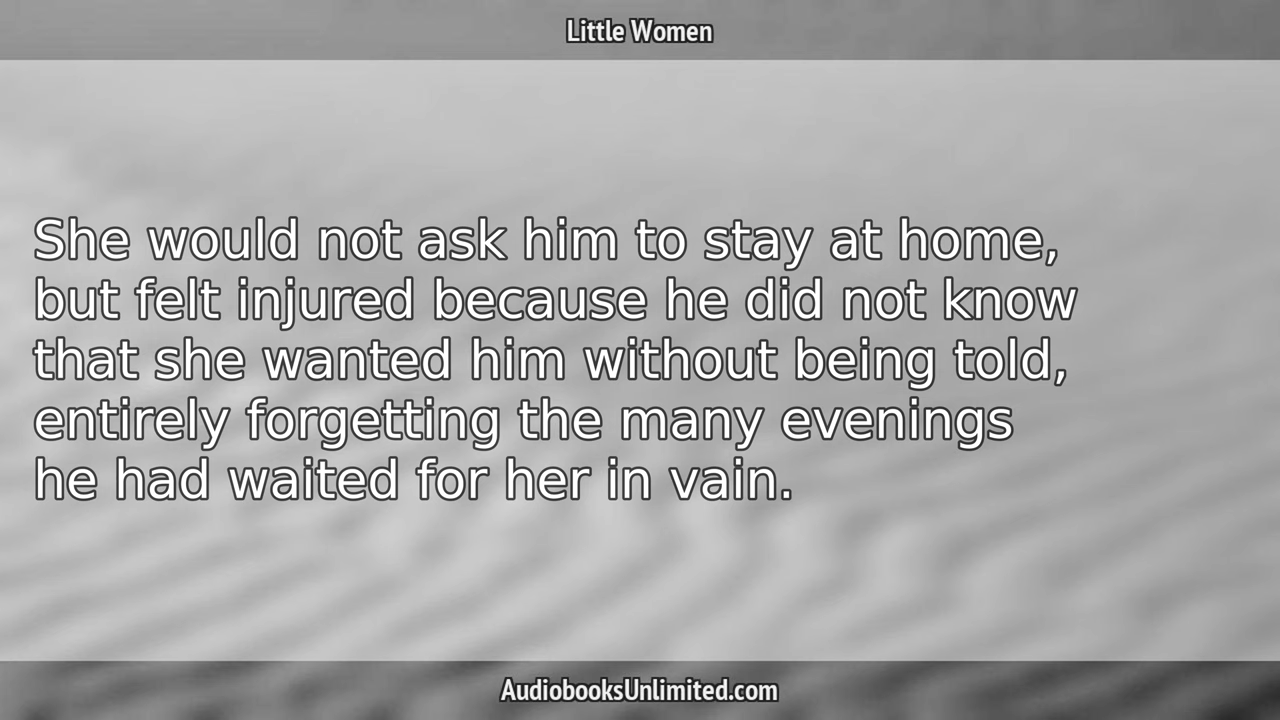 Little Women
She would not ask him to stay at home,
but felt injured because he did not know
that she wanted him without being told,
entirely forgetting the many evenings
he had waited for her in vain.
AudiobooksUnlimited.com